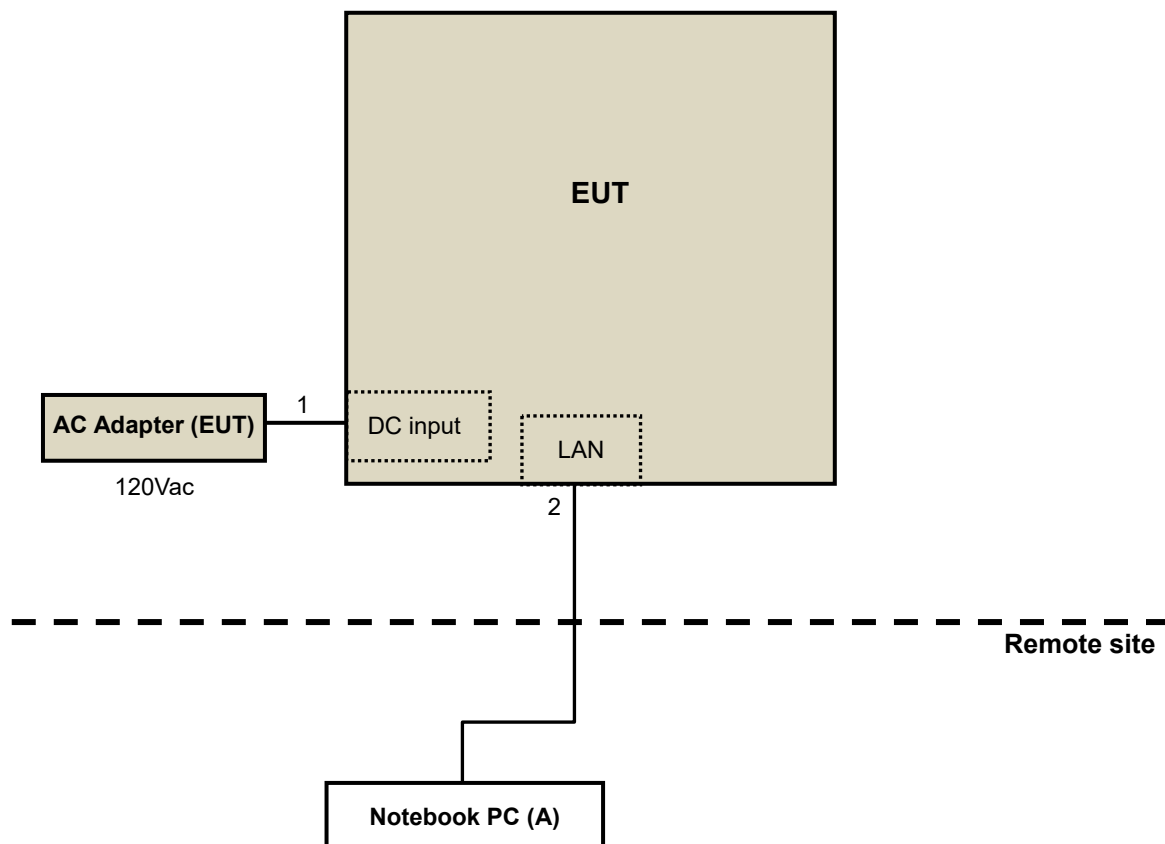 EUT
1
AC Adapter (EUT)
DC input
LAN
120Vac
2
Remote site
Notebook PC (A)